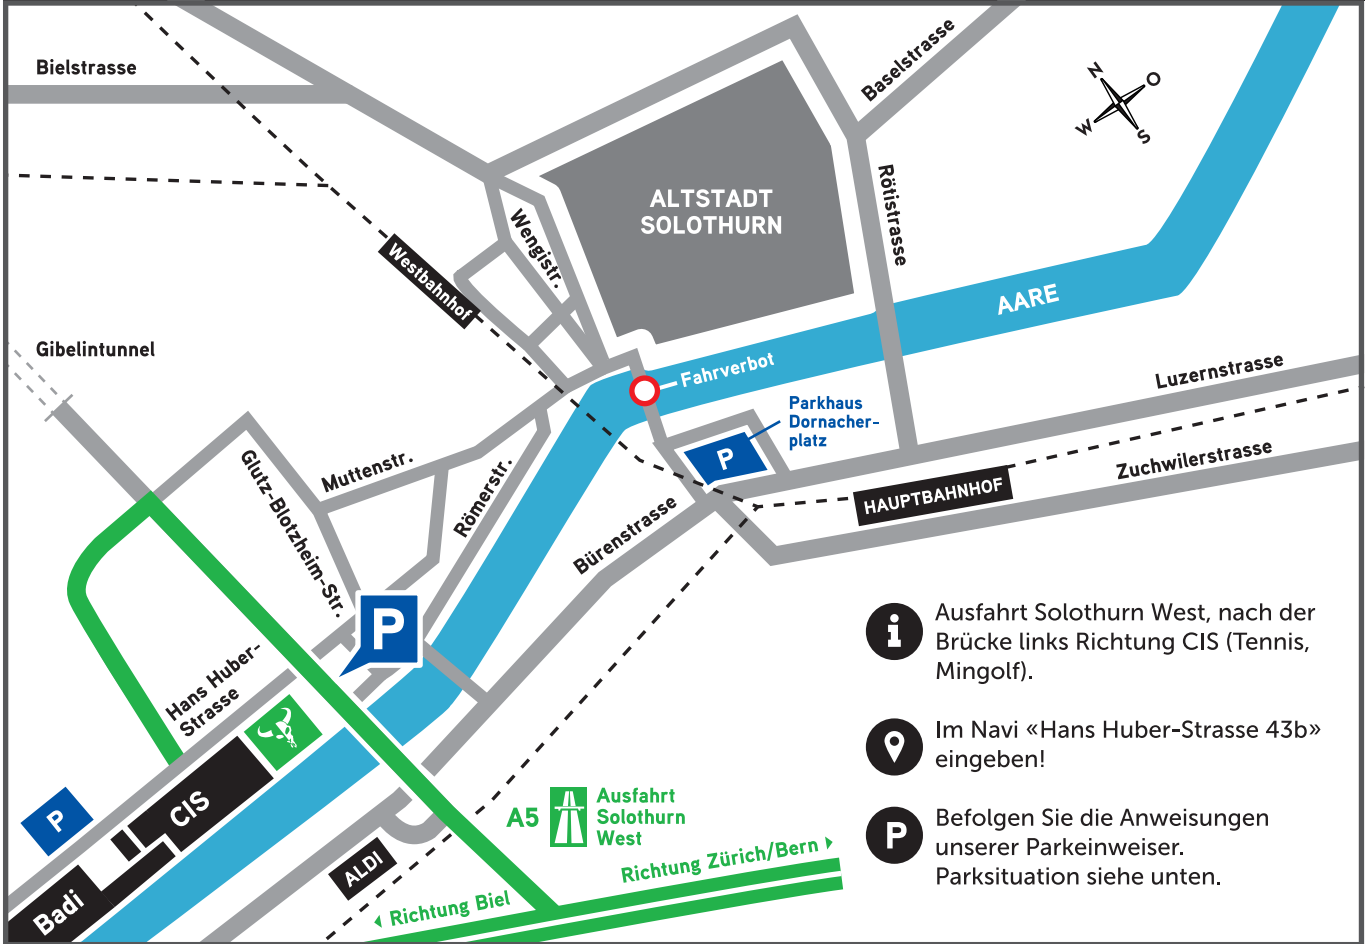 Bielstrasse
Baselstrasse
N
O
W
S
ALTSTADT
SOLOTHURN
Rötistrasse
Wengistr.
Westbahnhof
AARE
Gibelintunnel
Fahrverbot
Luzernstrasse
Parkhaus
Dornacher-
platz
P
Zuchwilerstrasse
HAUPTBAHNHOF
Muttenstr.
Glutz-Blotzheim-Str.
Römerstr.
Bürenstrasse
P
Hans Huber-
Strasse
CIS
P
Badi
ALDI
A5
Ausfahrt
Solothurn
West
Richtung Zürich/Bern
Richtung Biel
i
Ausfahrt Solothurn West, nach der
Brücke links Richtung CIS (Tennis,
Mingolf).
Im Navi «Hans Huber-Strasse 43b»
eingeben!
P
Befolgen Sie die Anweisungen
unserer Parkeinweiser.
Parksituation siehe unten.